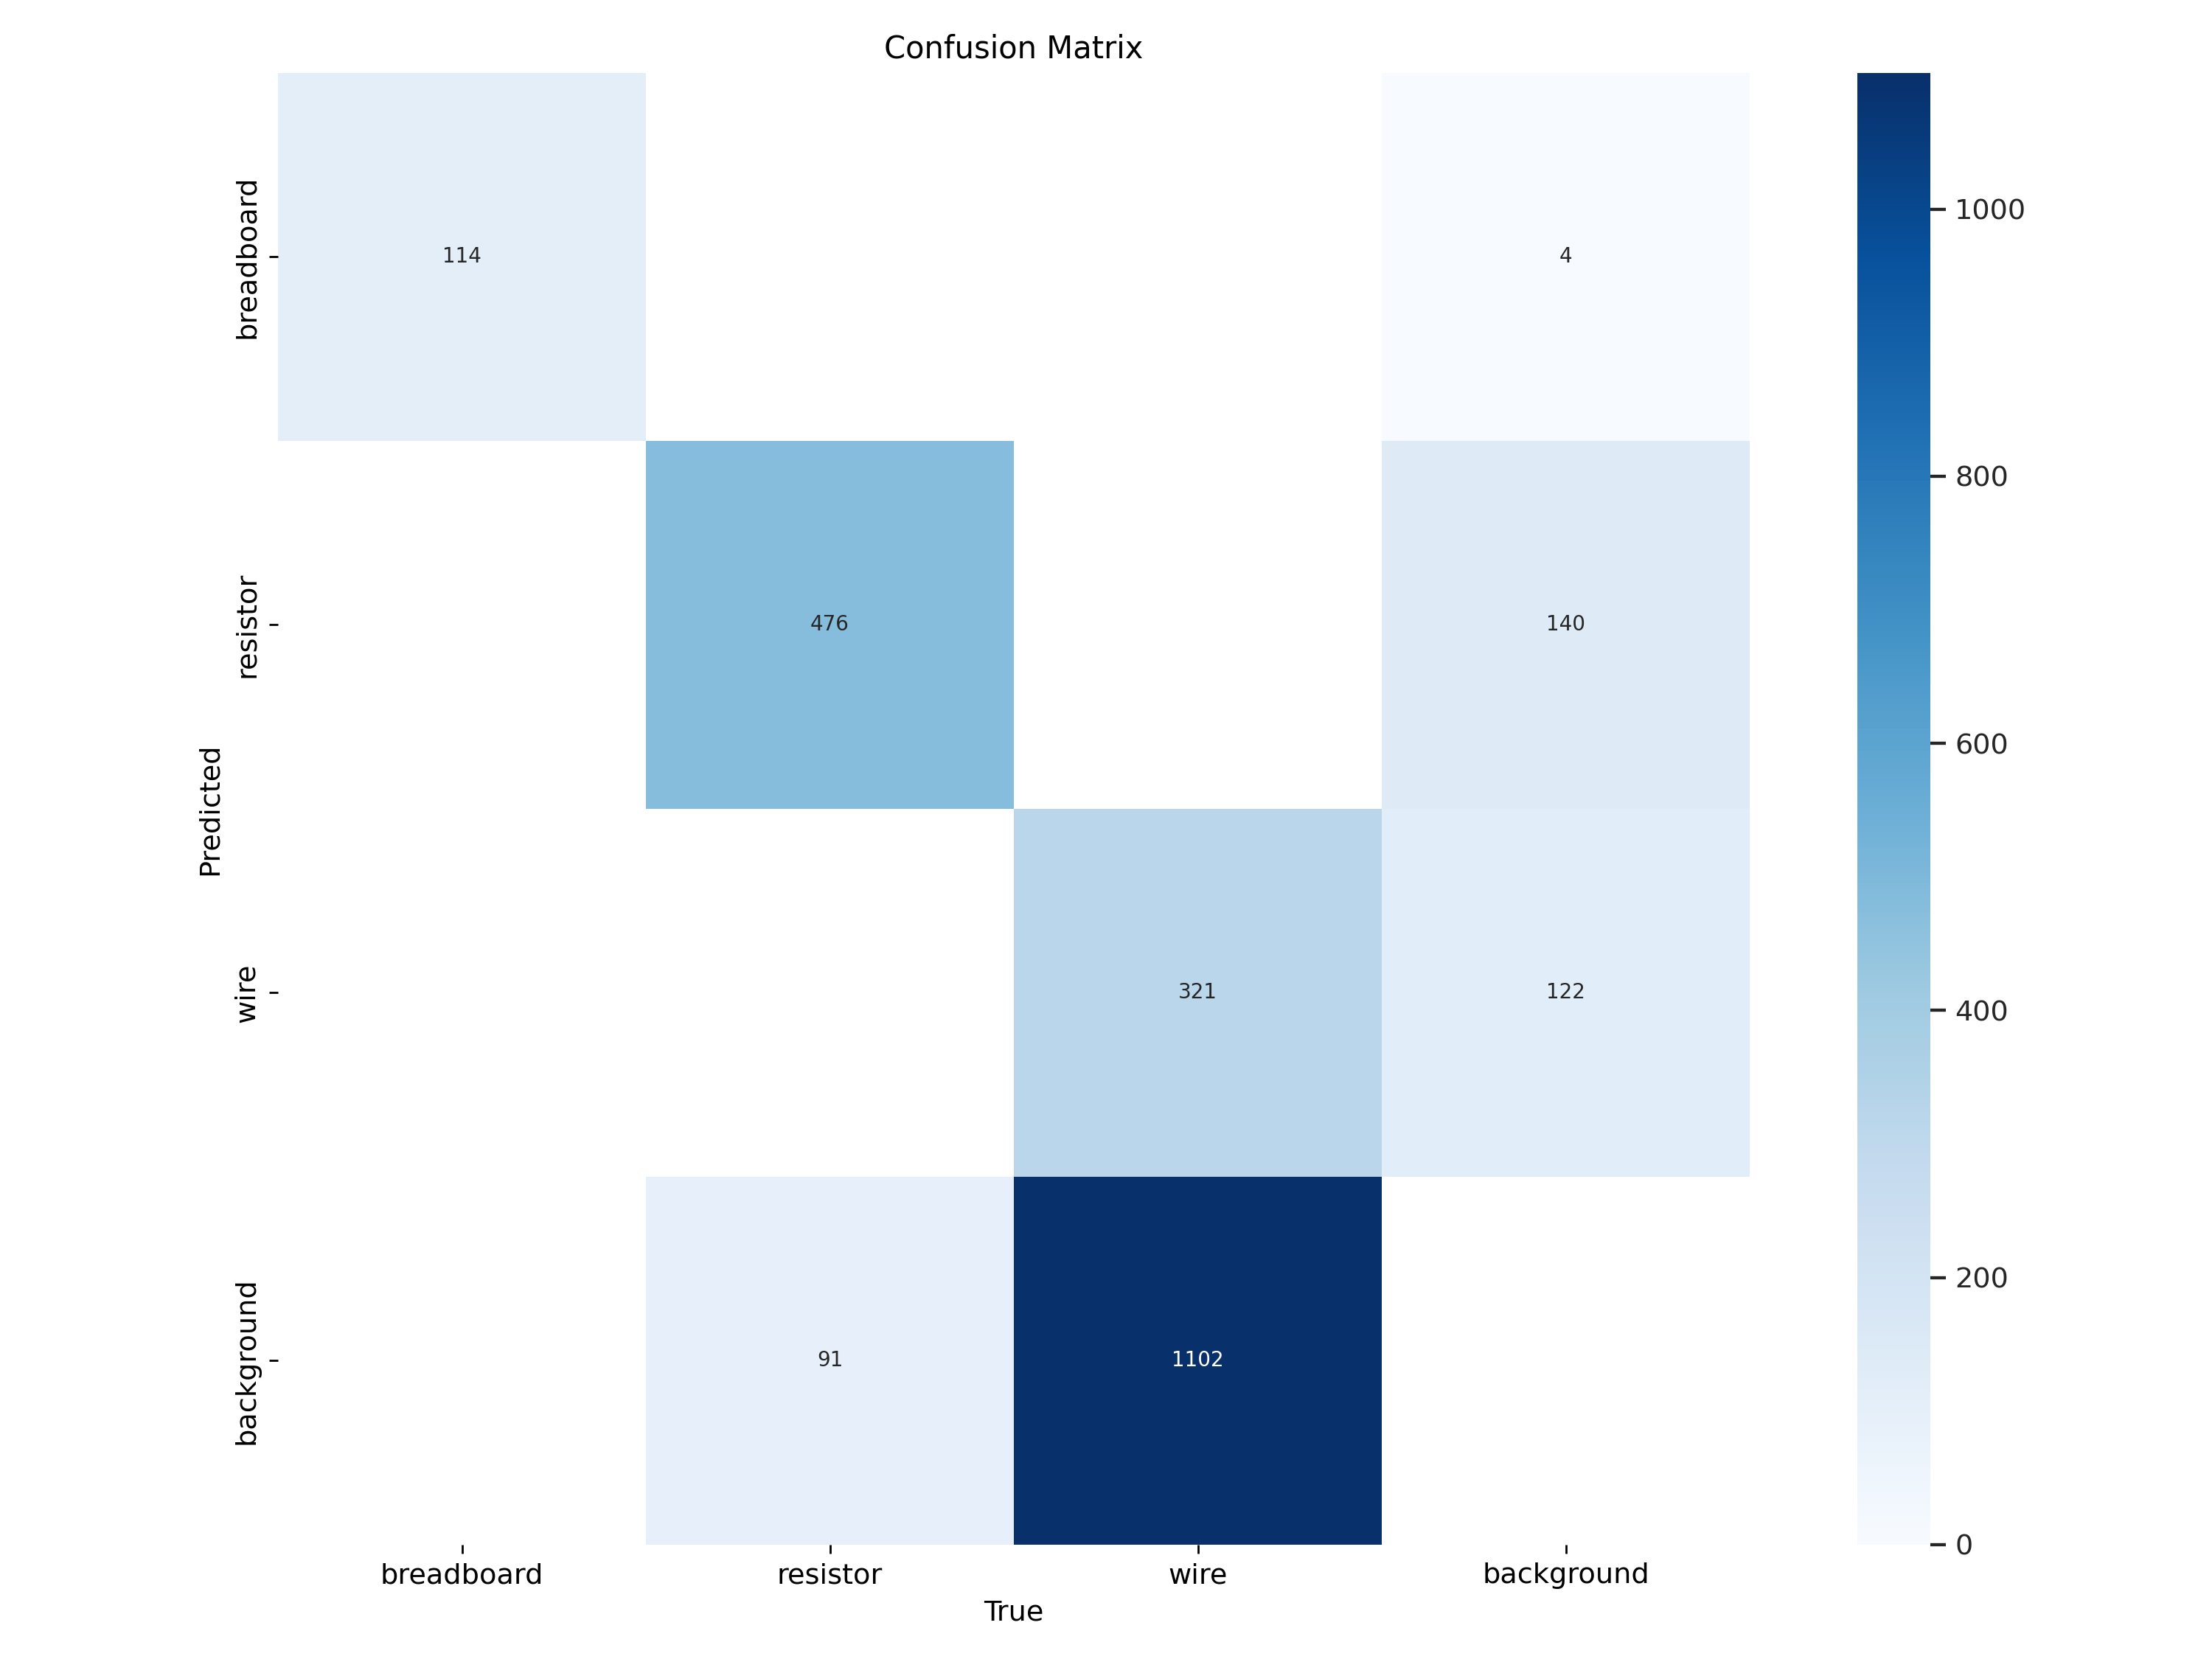 Confusion Matrix
breadboard
114
4
resistor
476
140
wire
321
122
background
91
1102
Predicted
breadboard
resistor
wire
background
True
1000
800
600
400
200
0